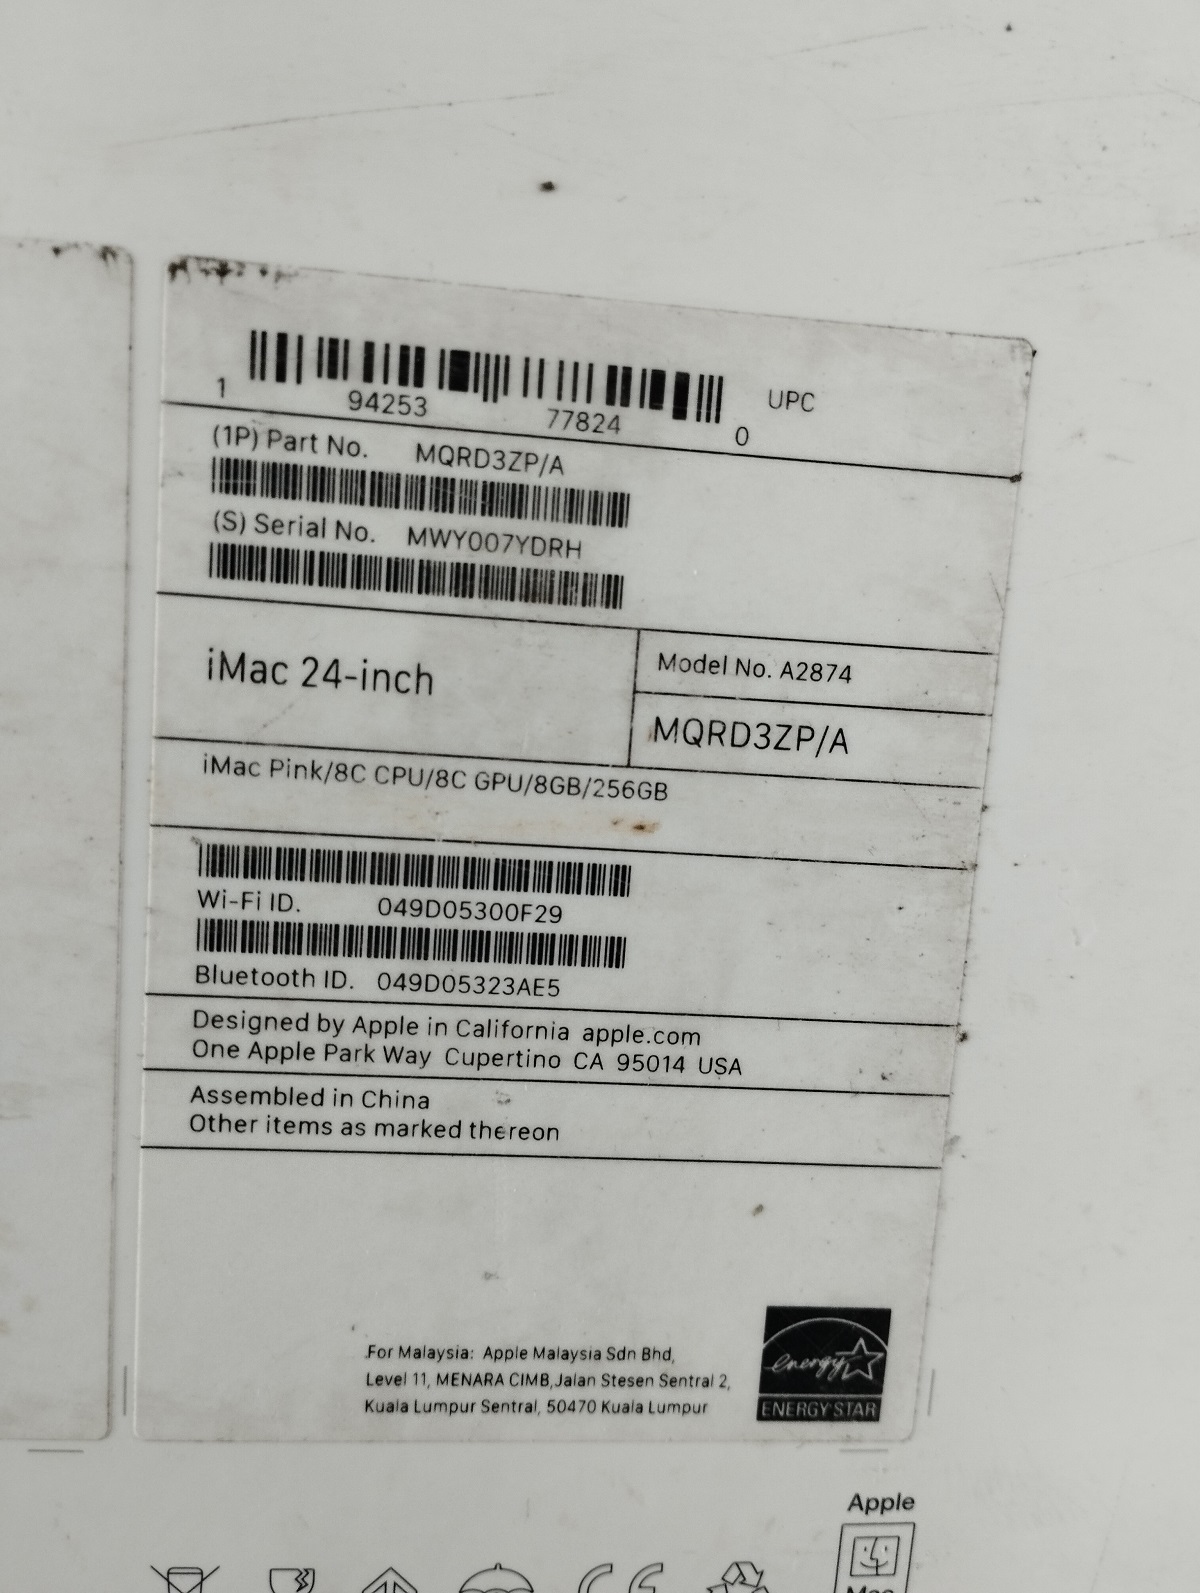 1 94253 77824 0 UPC
(1P) Part No. MQRD3ZP/A
(S) Serial No. MWY007YDRH
iMac 24-inch
Model No. A2874
MQRD3ZP/A
iMac Pink/8C CPU/8C GPU/8GB/256GB
Wi-Fi ID. 049D05300F29
Bluetooth ID. 049D05323AE5
Designed by Apple in California apple.com
One Apple Park Way Cupertino CA 95014 USA
Assembled in China
Other items as marked thereon
For Malaysia: Apple Malaysia Sdn Bhd,
Level 11, MENARA CIMB,Jalan Stesen Sentral 2,
Kuala Lumpur Sentral, 50470 Kuala Lumpur
energy
ENERGY STAR
Apple
Mac